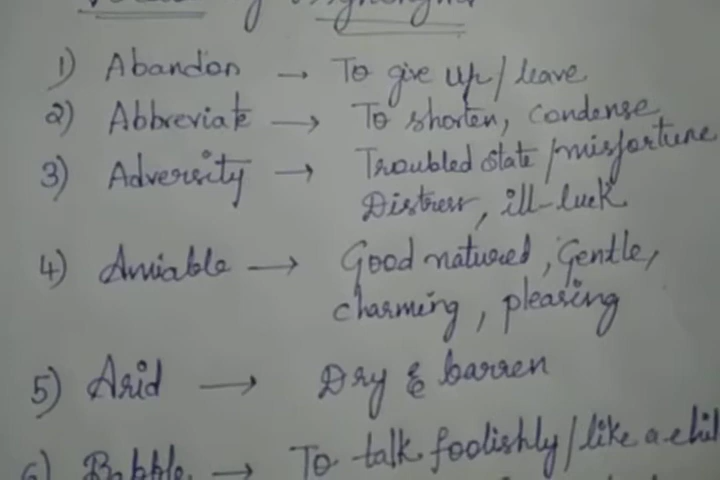 1) Abandon → To give up/leave
2) Abbreviate → To shorten, condense
3) Adversity → Troubled state/misfortune
Distress, ill-luck
4) Amiable → Good natured, Gentle,
charming, pleasing
5) Arid → Dry & barren
6) Babble → To talk foolishly/like a